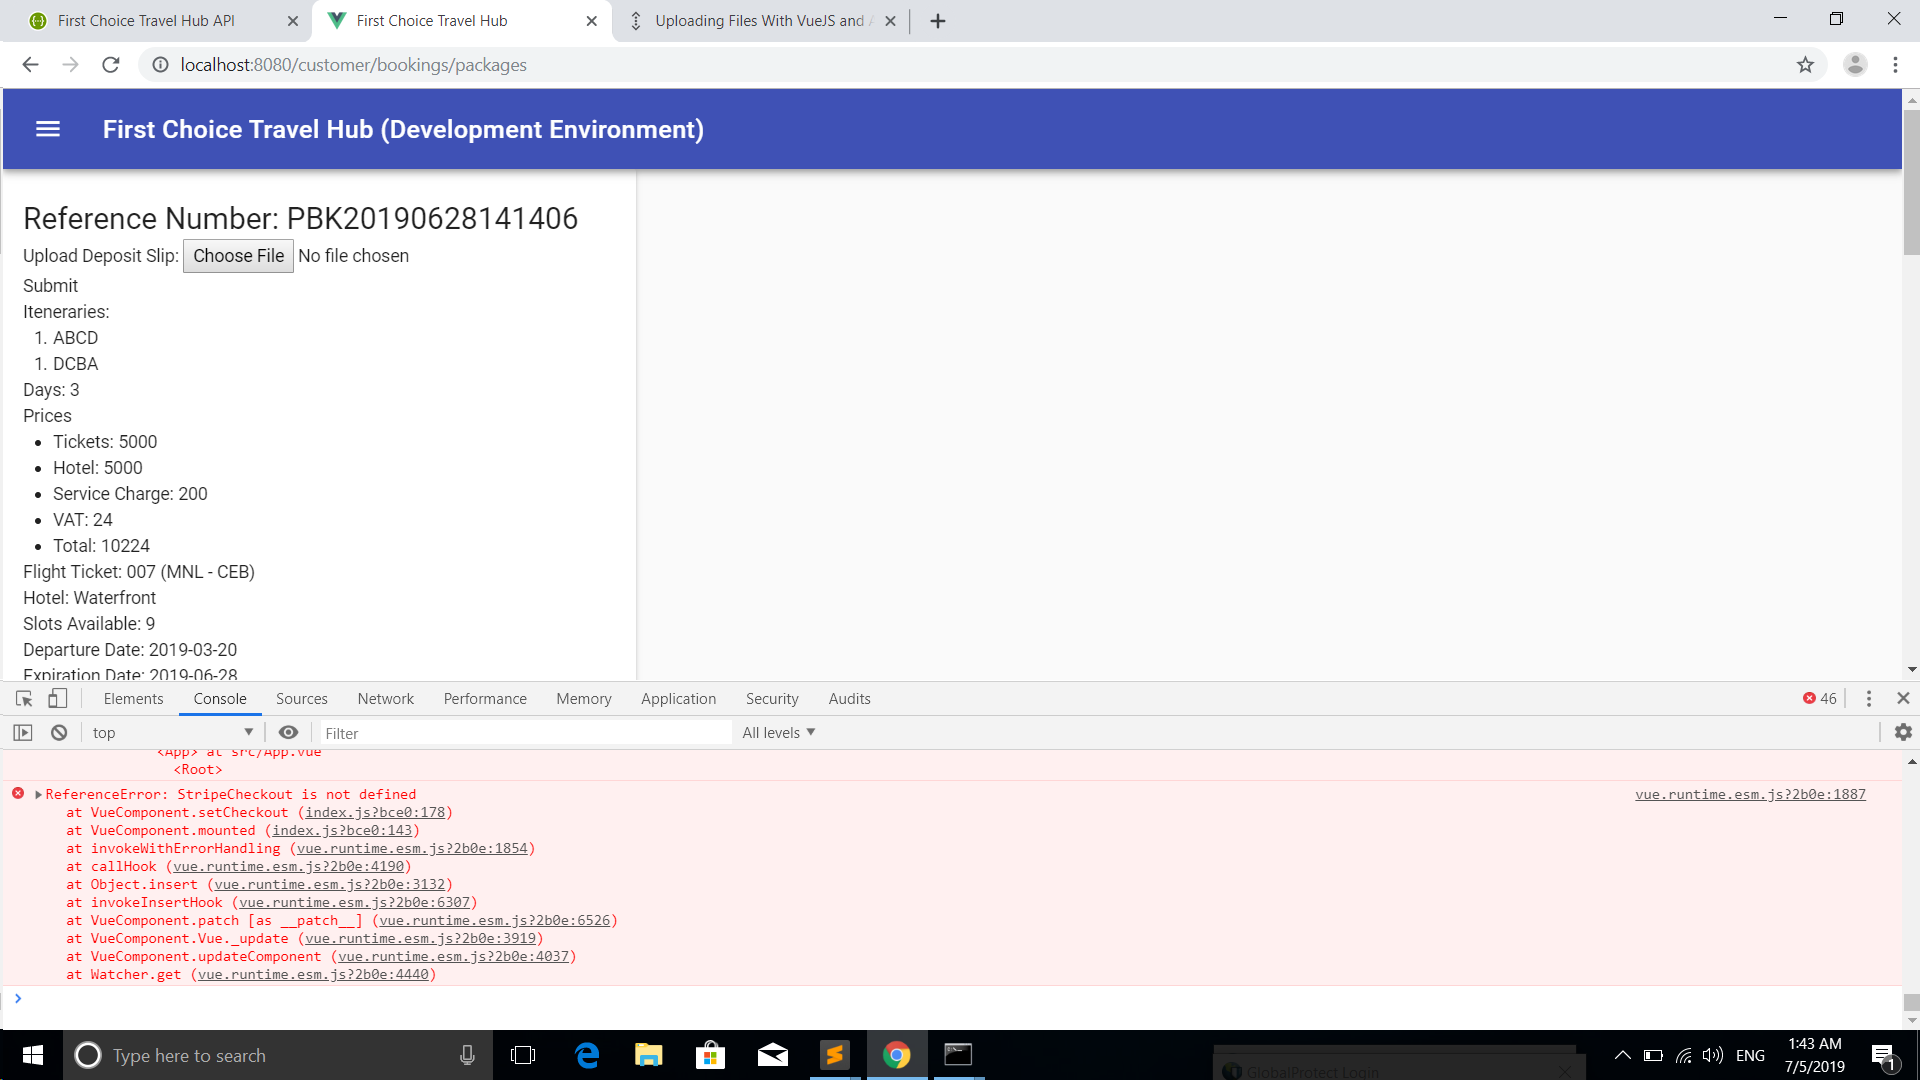 First Choice Travel Hub API
First Choice Travel Hub
Uploading Files With VueJS and A
localhost:8080/customer/bookings/packages
First Choice Travel Hub (Development Environment)
Reference Number: PBK20190628141406
Upload Deposit Slip: Choose File No file chosen
Submit
Iteneraries:
1. ABCD
1. DCBA
Days: 3
Prices
• Tickets: 5000
• Hotel: 5000
• Service Charge: 200
• VAT: 24
• Total: 10224
Flight Ticket: 007 (MNL - CEB)
Hotel: Waterfront
Slots Available: 9
Departure Date: 2019-03-20
Expiration Date: 2019-06-28
Elements Console Sources Network Performance Memory Application Security Audits 46
top Filter All levels
<App> at src/App.vue
<Root>
ReferenceError: StripeCheckout is not defined vue.runtime.esm.js?2b0e:1887
at VueComponent.setCheckout (index.js?bce0:178)
at VueComponent.mounted (index.js?bce0:143)
at invokeWithErrorHandling (vue.runtime.esm.js?2b0e:1854)
at callHook (vue.runtime.esm.js?2b0e:4190)
at Object.insert (vue.runtime.esm.js?2b0e:3132)
at invokeInsertHook (vue.runtime.esm.js?2b0e:6307)
at VueComponent.patch [as __patch__] (vue.runtime.esm.js?2b0e:6526)
at VueComponent.Vue._update (vue.runtime.esm.js?2b0e:3919)
at VueComponent.updateComponent (vue.runtime.esm.js?2b0e:4037)
at Watcher.get (vue.runtime.esm.js?2b0e:4440)
Type here to search
GlobalProtect Login
ENG
1:43 AM
7/5/2019
1